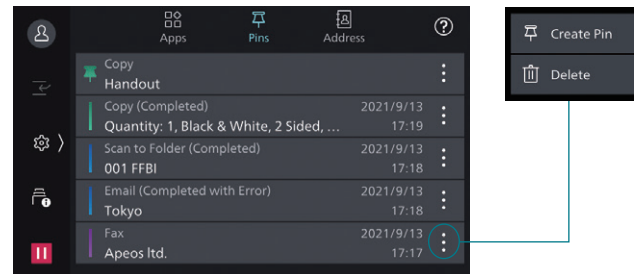 Apps Pins Address
?
Copy
Handout
Copy (Completed) 2021/9/13
Quantity: 1, Black & White, 2 Sided, ... 17:19
Scan to Folder (Completed) 2021/9/13
001 FFBI 17:18
Email (Completed with Error) 2021/9/13
Tokyo 17:18
Fax 2021/9/13
Apeos ltd. 17:17
Create Pin
Delete